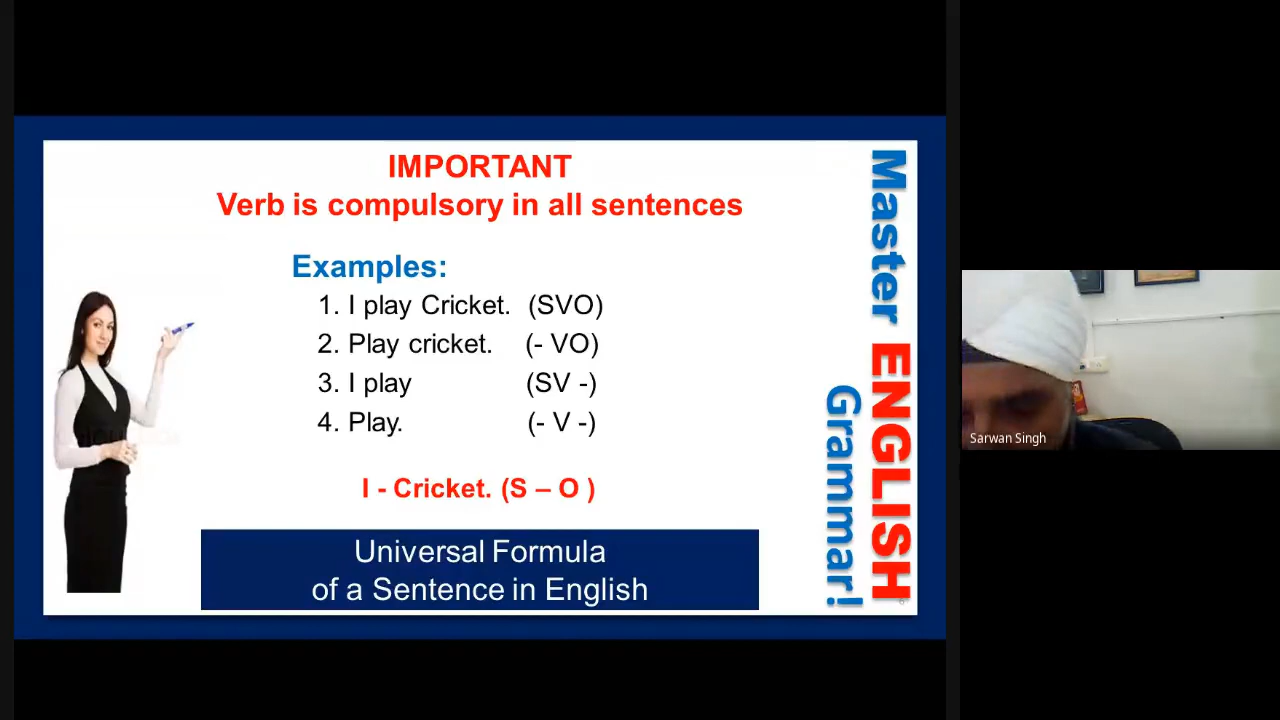 IMPORTANT
Verb is compulsory in all sentences
Examples:
1. I play Cricket. (SVO)
2. Play cricket. (- VO)
3. I play (SV -)
4. Play. (- V -)
I - Cricket. (S – O )
Universal Formula
of a Sentence in English
Master ENGLISH
Grammar!
Sarwan Singh